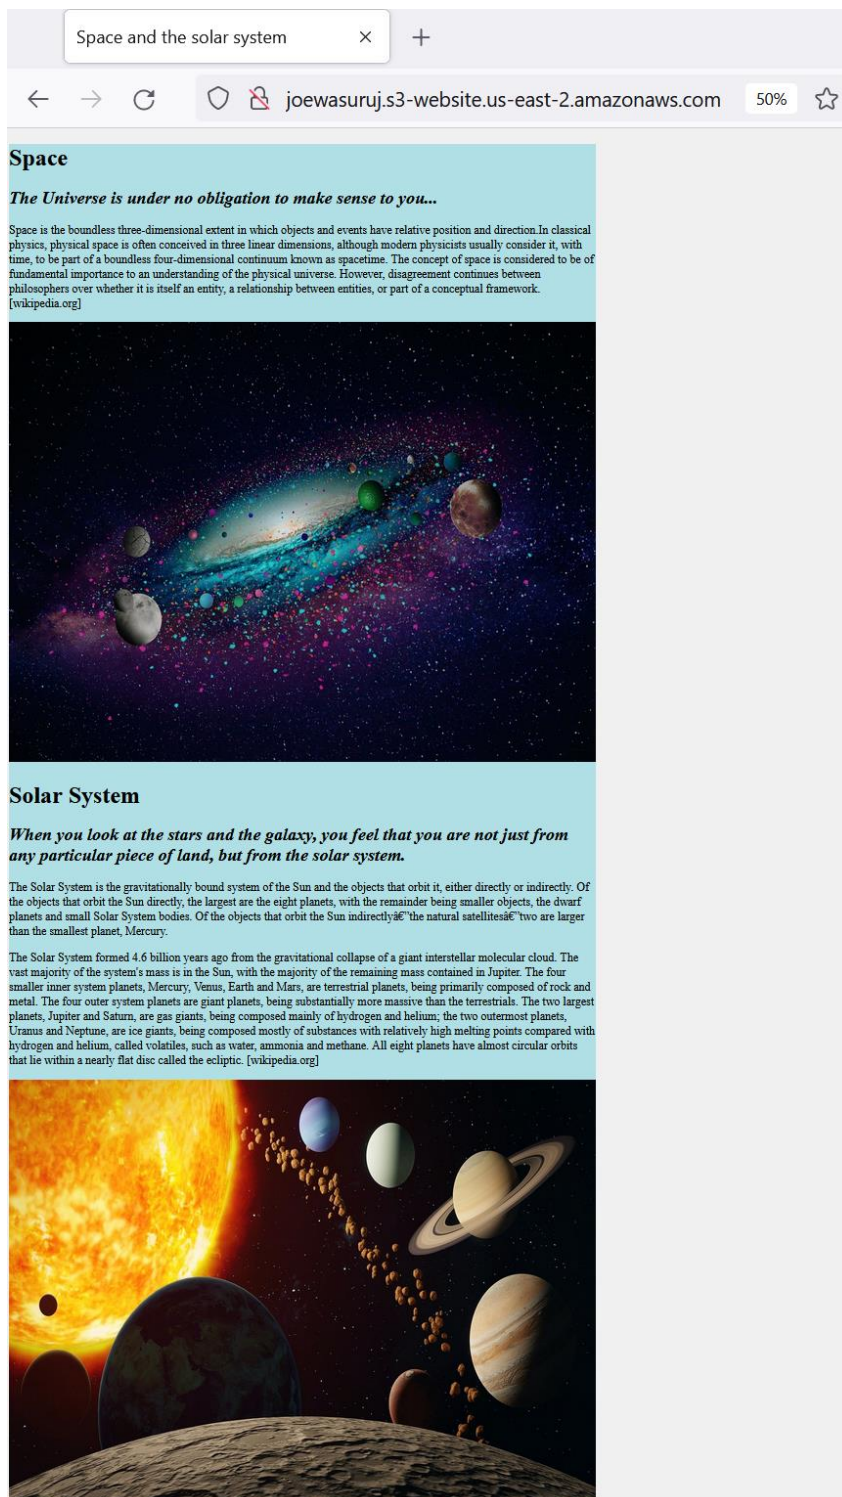 Space and the solar system
joewasuruj.s3-website.us-east-2.amazonaws.com 50%
Space
The Universe is under no obligation to make sense to you...
Space is the boundless three-dimensional extent in which objects and events have relative position and direction.In classical
physics, physical space is often conceived in three linear dimensions, although modern physicists usually consider it, with
time, to be part of a boundless four-dimensional continuum known as spacetime. The concept of space is considered to be of
fundamental importance to an understanding of the physical universe. However, disagreement continues between
philosophers over whether it is itself an entity, a relationship between entities, or part of a conceptual framework.
[wikipedia.org]
Solar System
When you look at the stars and the galaxy, you feel that you are not just from
any particular piece of land, but from the solar system.
The Solar System is the gravitationally bound system of the Sun and the objects that orbit it, either directly or indirectly. Of
the objects that orbit the Sun directly, the largest are the eight planets, with the remainder being smaller objects, the dwarf
planets and small Solar System bodies. Of the objects that orbit the Sun indirectlyâ€”the natural satellitesâ€”two are larger
than the smallest planet, Mercury.
The Solar System formed 4.6 billion years ago from the gravitational collapse of a giant interstellar molecular cloud. The
vast majority of the system's mass is in the Sun, with the majority of the remaining mass contained in Jupiter. The four
smaller inner system planets, Mercury, Venus, Earth and Mars, are terrestrial planets, being primarily composed of rock and
metal. The four outer system planets are giant planets, being substantially more massive than the terrestrials. The two largest
planets, Jupiter and Saturn, are gas giants, being composed mainly of hydrogen and helium; the two outermost planets,
Uranus and Neptune, are ice giants, being composed mostly of substances with relatively high melting points compared with
hydrogen and helium, called volatiles, such as water, ammonia and methane. All eight planets have almost circular orbits
that lie within a nearly flat disc called the ecliptic. [wikipedia.org]